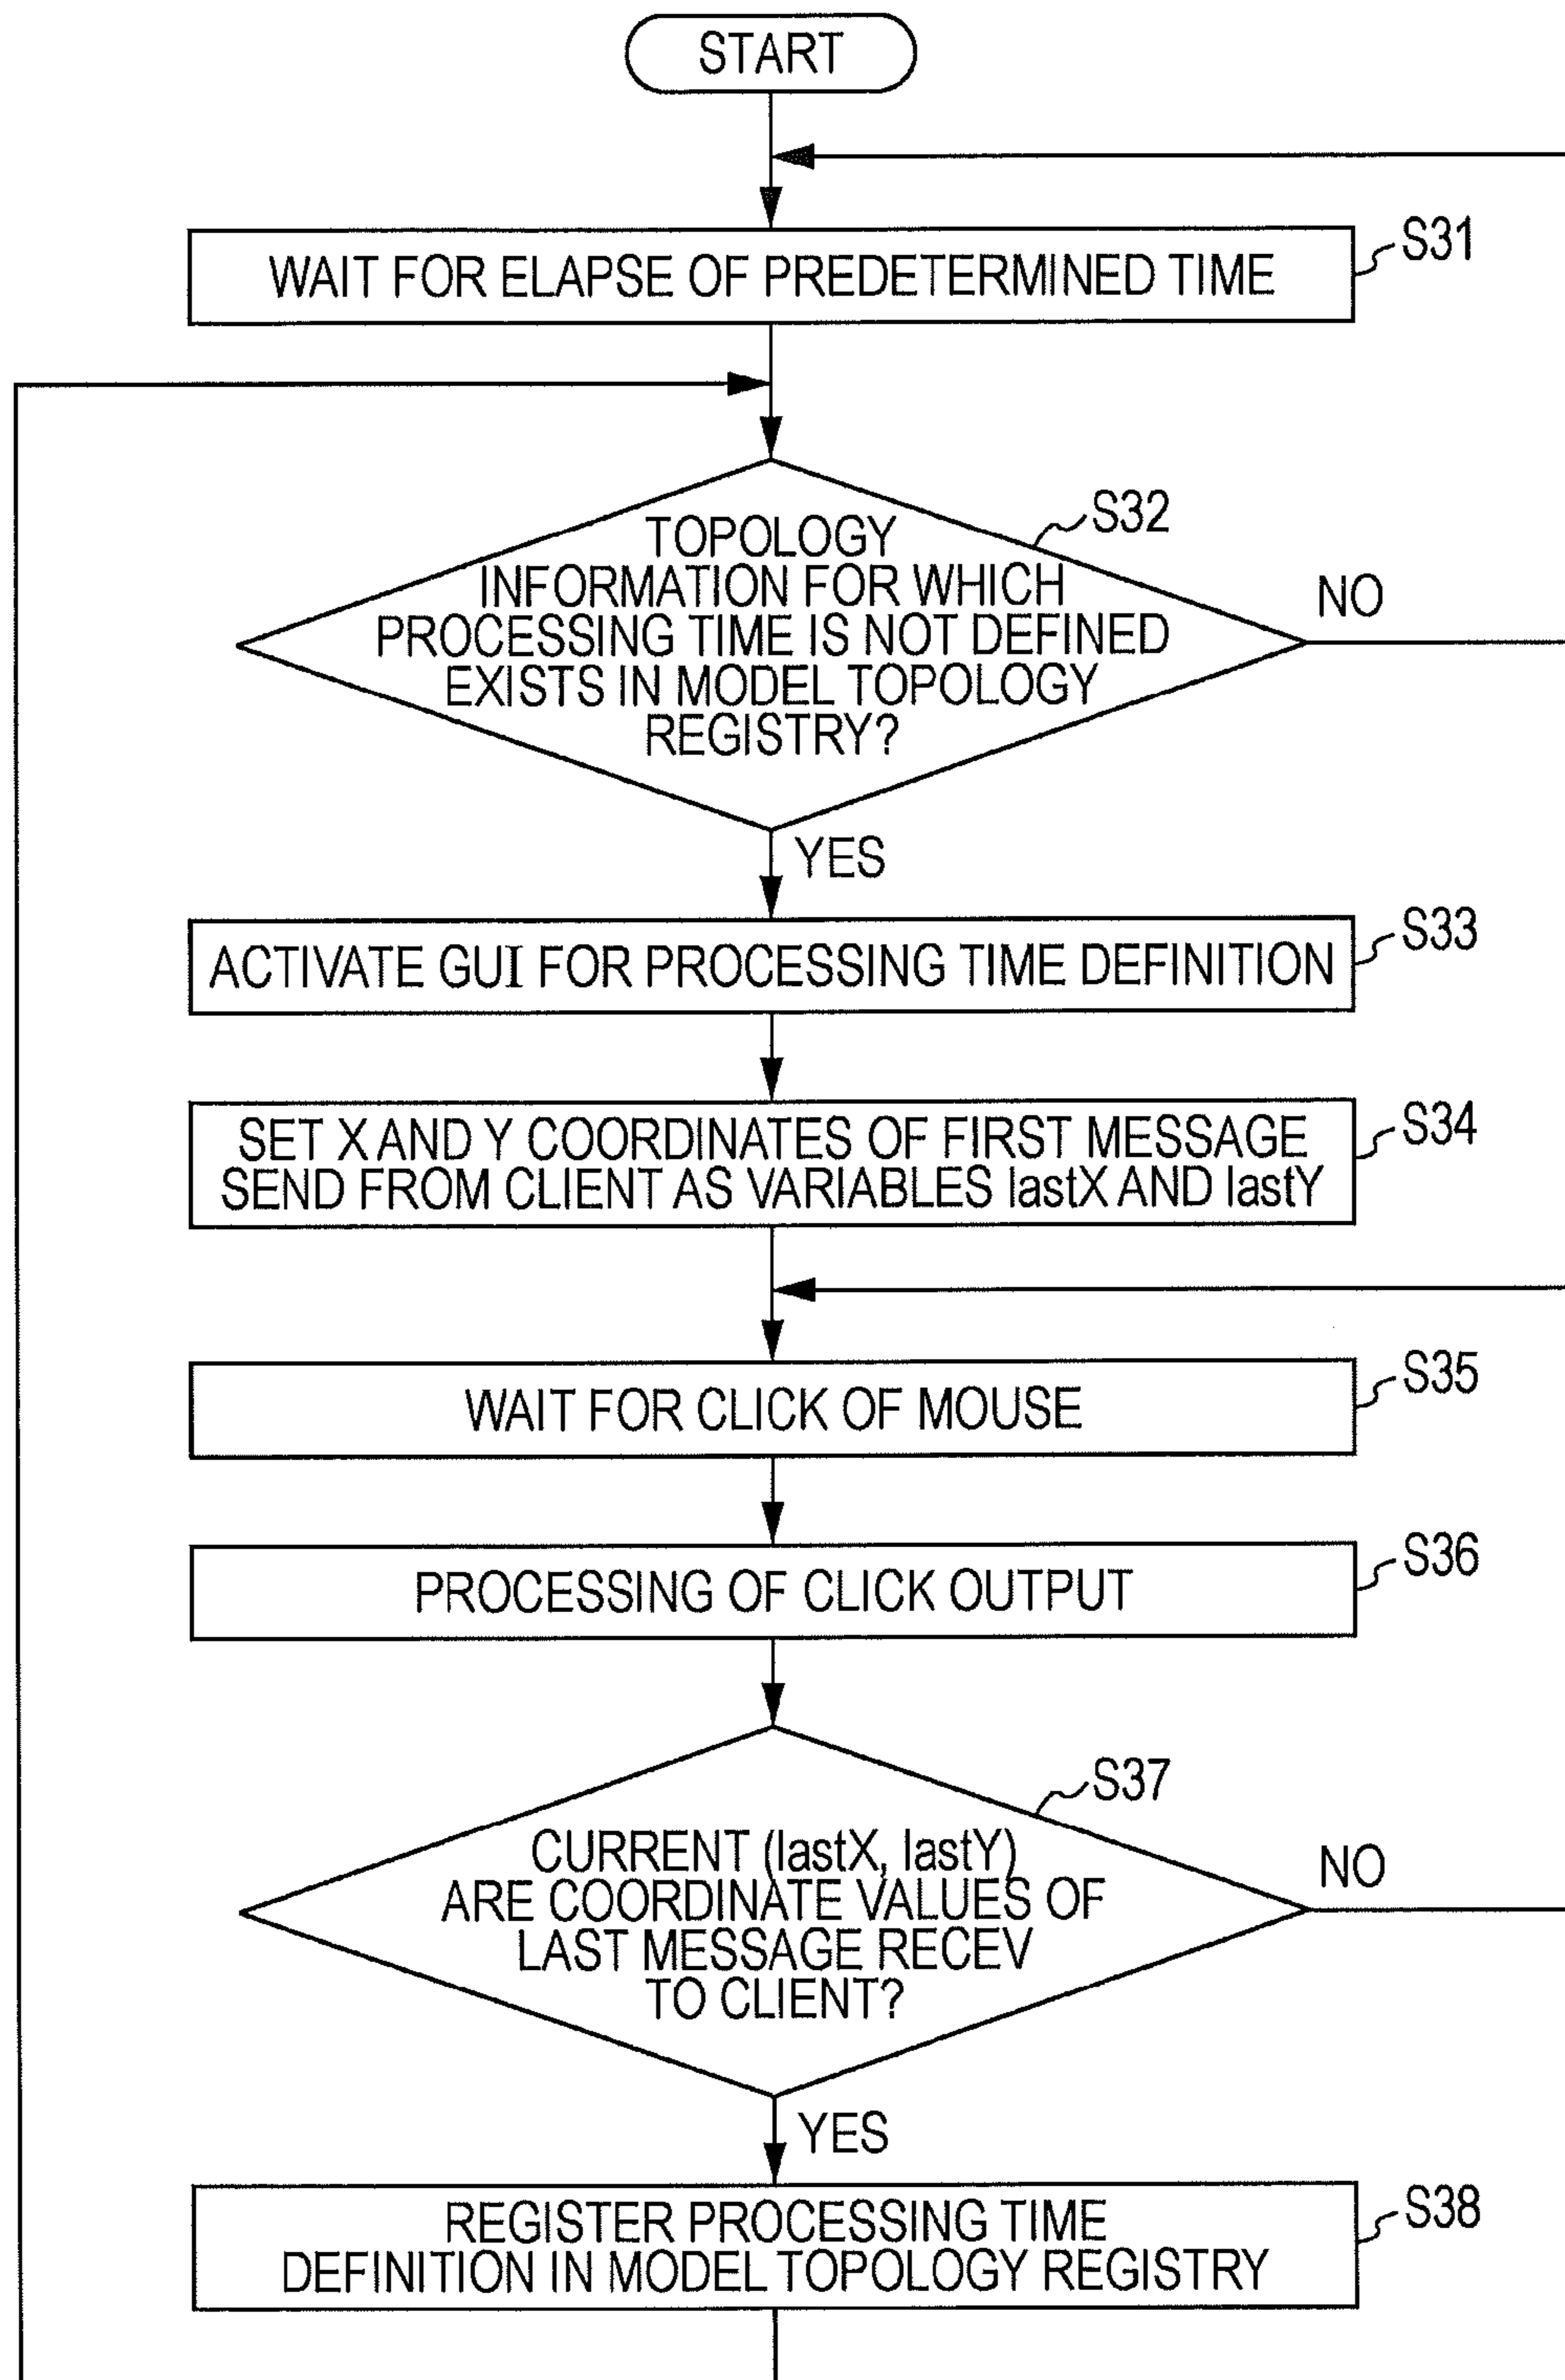 START
WAIT FOR ELAPSE OF PREDETERMINED TIME
S31
TOPOLOGY
INFORMATION FOR WHICH
PROCESSING TIME IS NOT DEFINED
EXISTS IN MODEL TOPOLOGY
REGISTRY?
S32
NO
YES
ACTIVATE GUI FOR PROCESSING TIME DEFINITION
S33
SET X AND Y COORDINATES OF FIRST MESSAGE
SEND FROM CLIENT AS VARIABLES lastX AND lastY
S34
WAIT FOR CLICK OF MOUSE
S35
PROCESSING OF CLICK OUTPUT
S36
CURRENT (lastX, lastY)
ARE COORDINATE VALUES OF
LAST MESSAGE RECEV
TO CLIENT?
S37
NO
YES
REGISTER PROCESSING TIME
DEFINITION IN MODEL TOPOLOGY REGISTRY
S38